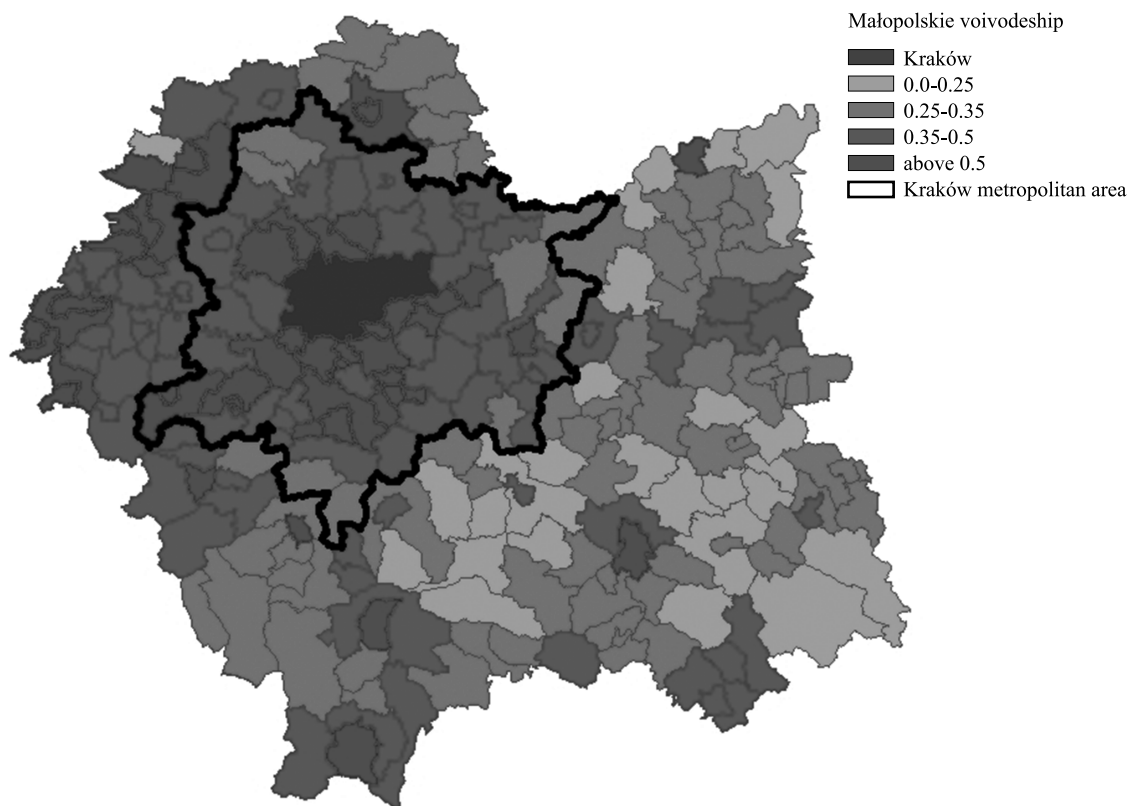 Małopolskie voivodeship
Kraków
0.0-0.25
0.25-0.35
0.35-0.5
above 0.5
Kraków metropolitan area